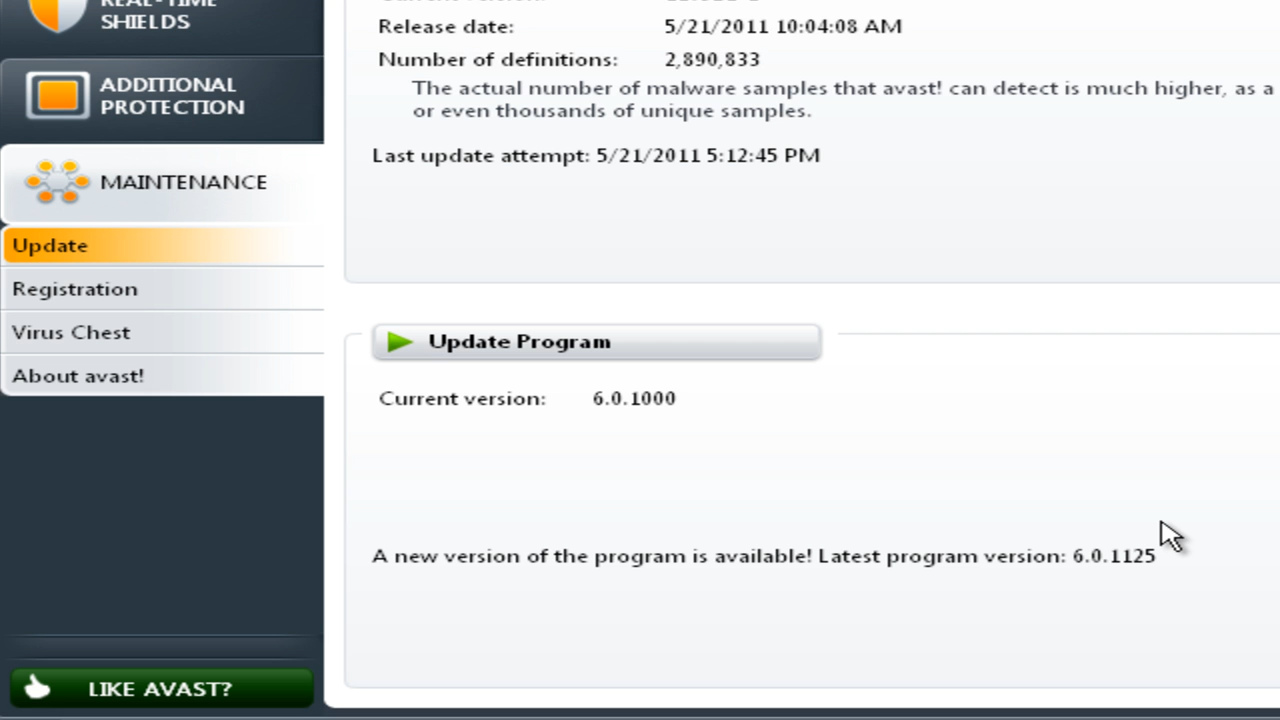 REAL-TIME
SHIELDS
ADDITIONAL
PROTECTION
MAINTENANCE
Update
Registration
Virus Chest
About avast!
LIKE AVAST?
Current version:
Release date: 5/21/2011 10:04:08 AM
Number of definitions: 2,890,833
The actual number of malware samples that avast! can detect is much higher, as a
or even thousands of unique samples.
Last update attempt: 5/21/2011 5:12:45 PM
Update Program
Current version: 6.0.1000
A new version of the program is available! Latest program version: 6.0.1125